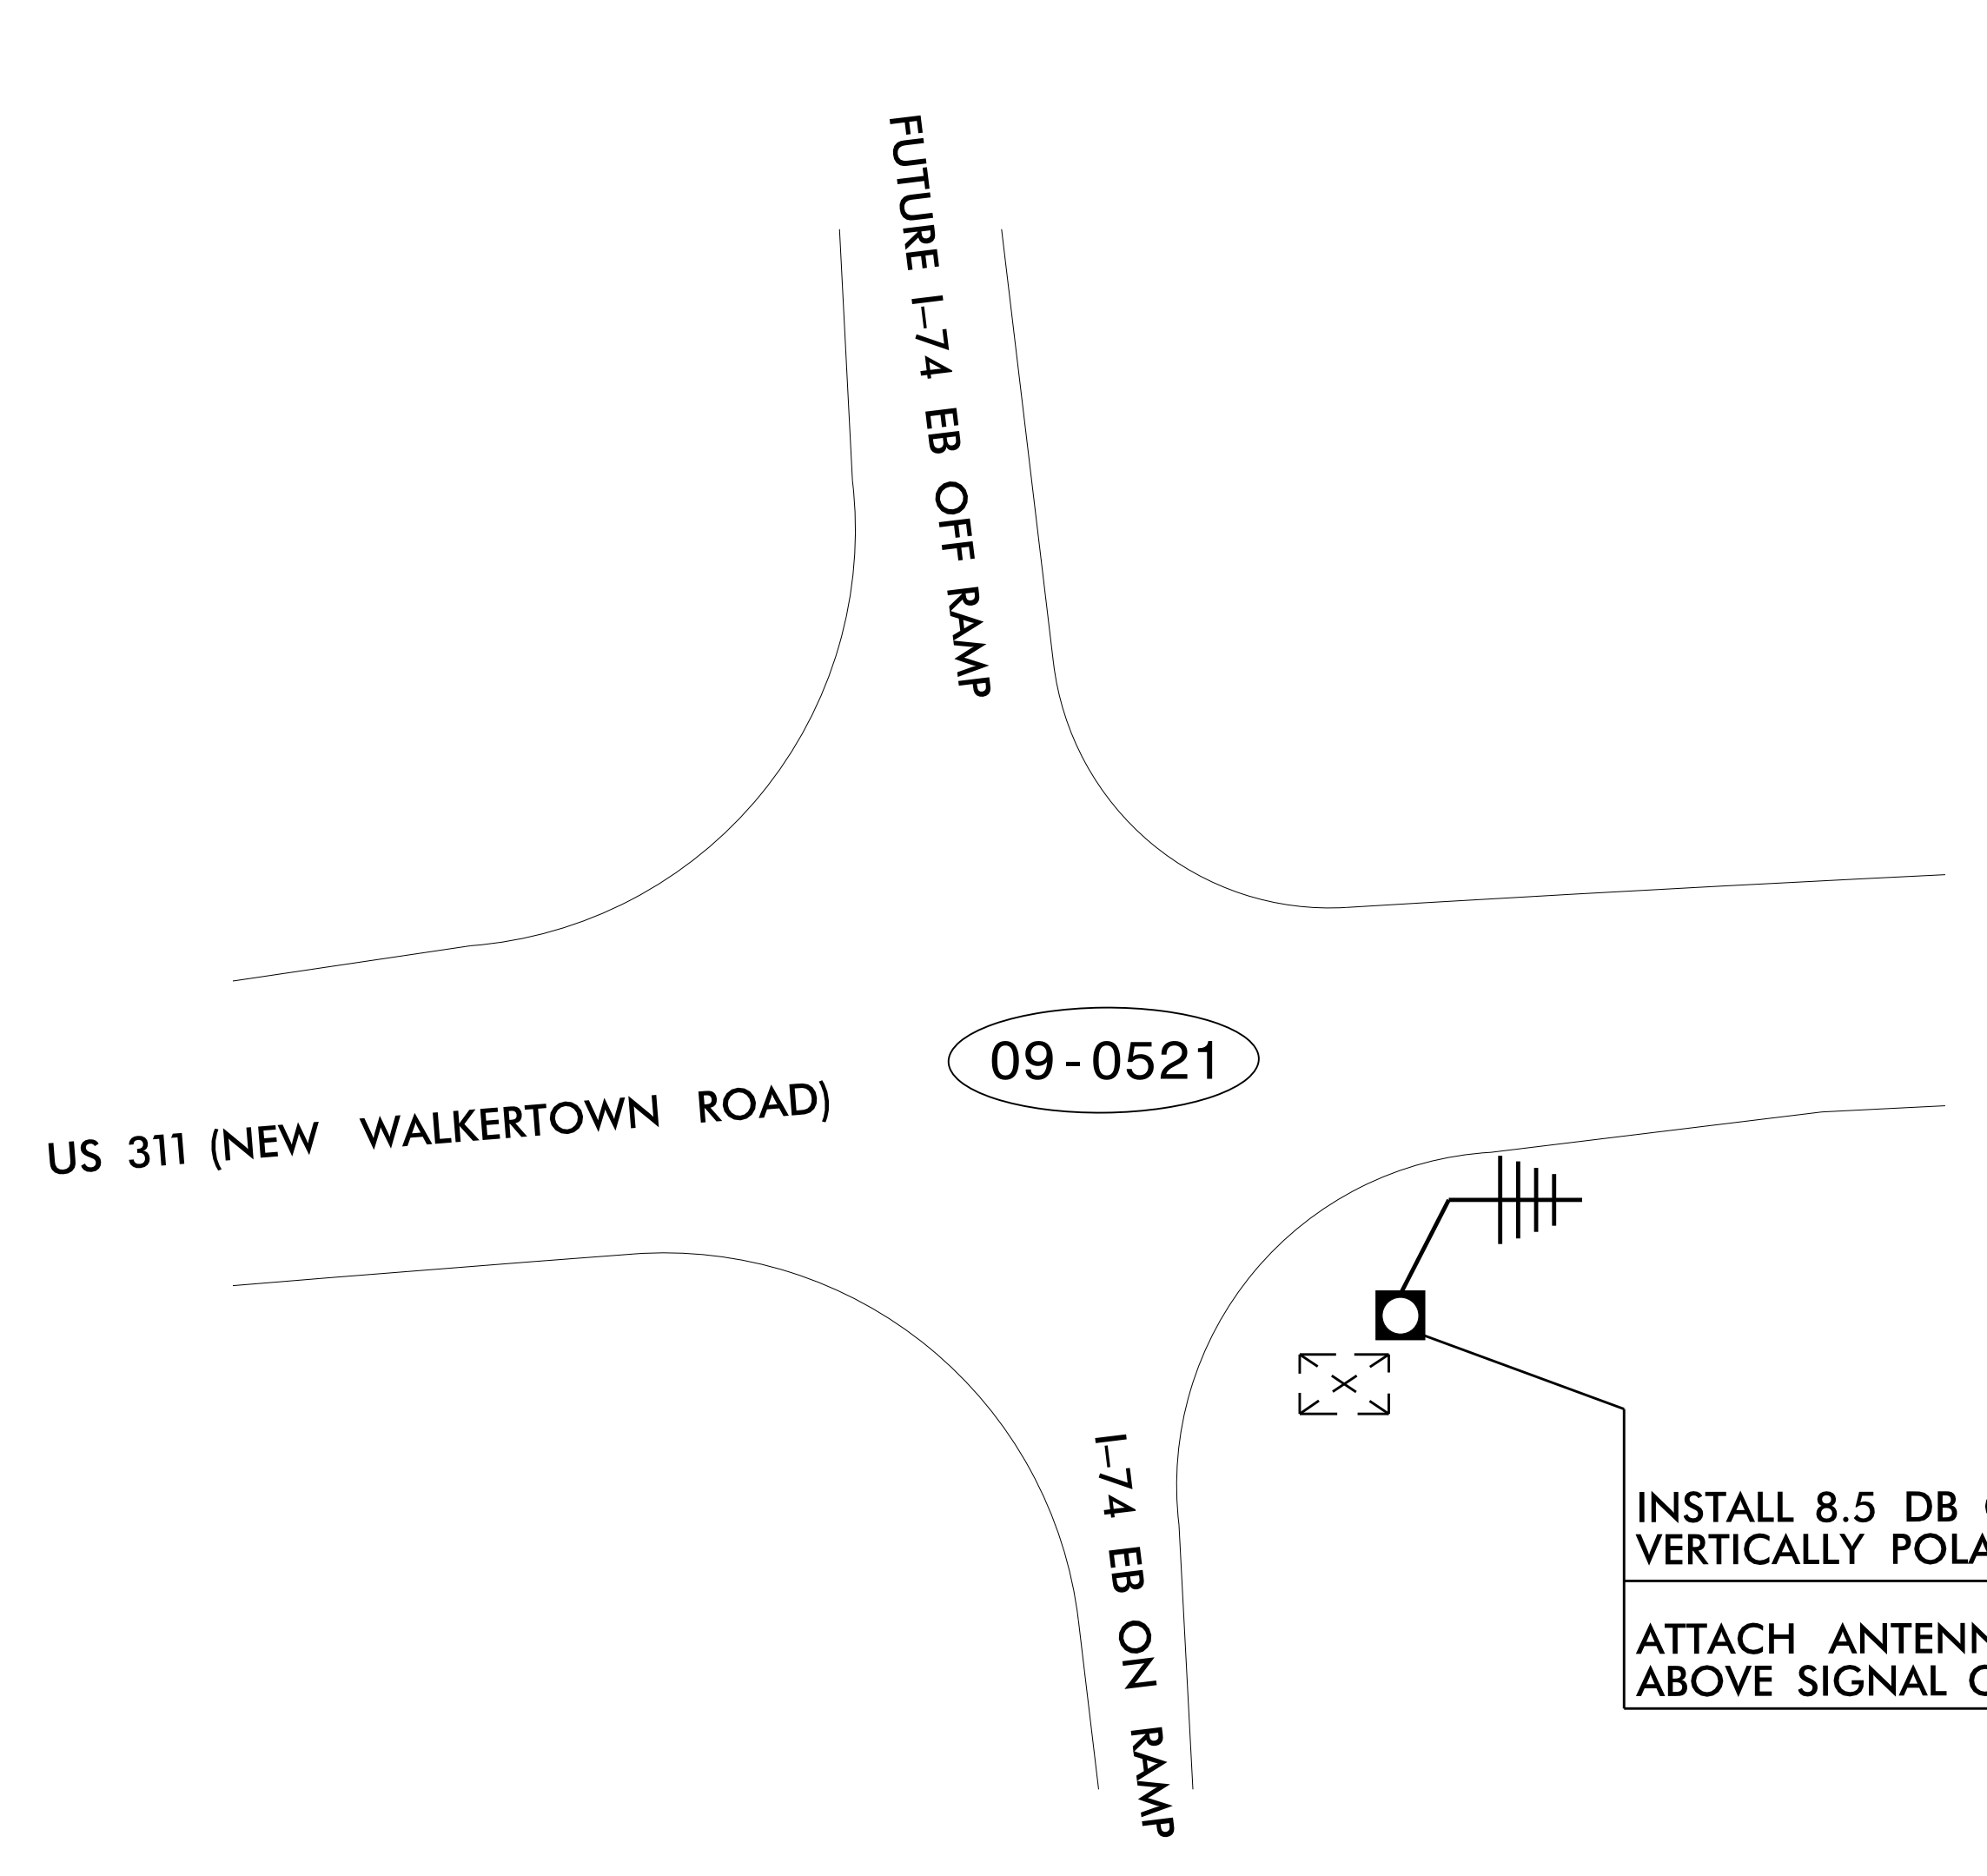 FUTURE I-74 EB OFF RAMP
09-0521
US 311 (NEW WALKERTOWN ROAD)
I-74 EB ON RAMP
INSTALL 8.5 DB
VERTICALLY
ATTACH
ABOVE SIGNAL